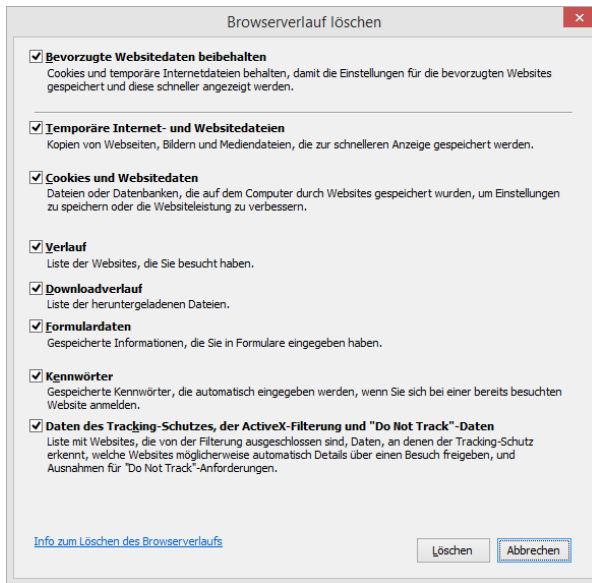 Browserverlauf löschen
Bevorzugte Websitedaten beibehalten
Cookies und temporäre Internetdateien behalten, damit die Einstellungen für die bevorzugten Websites
gespeichert und diese schneller angezeigt werden.
Temporäre Internet- und Websitedateien
Kopien von Webseiten, Bildern und Mediendateien, die zur schnelleren Anzeige gespeichert werden.
Cookies und Websitedaten
Dateien oder Datenbanken, die auf dem Computer durch Websites gespeichert wurden, um Einstellungen
zu speichern oder die Websiteleistung zu verbessern.
Verlauf
Liste der Websites, die Sie besucht haben.
Downloadverlauf
Liste der heruntergeladenen Dateien.
Formulardaten
Gespeicherte Informationen, die Sie in Formulare eingegeben haben.
Kennwörter
Gespeicherte Kennwörter, die automatisch eingegeben werden, wenn Sie sich bei einer bereits besuchten
Website anmelden.
Daten des Tracking-Schutzes, der ActiveX-Filterung und "Do Not Track"-Daten
Liste mit Websites, die von der Filterung ausgeschlossen sind, Daten, an denen der Tracking-Schutz
erkennt, welche Websites möglicherweise automatisch Details über einen Besuch freigeben, und
Ausnahmen für "Do Not Track"-Anforderungen.
Info zum Löschen des Browserverlaufs
Löschen
Abbrechen